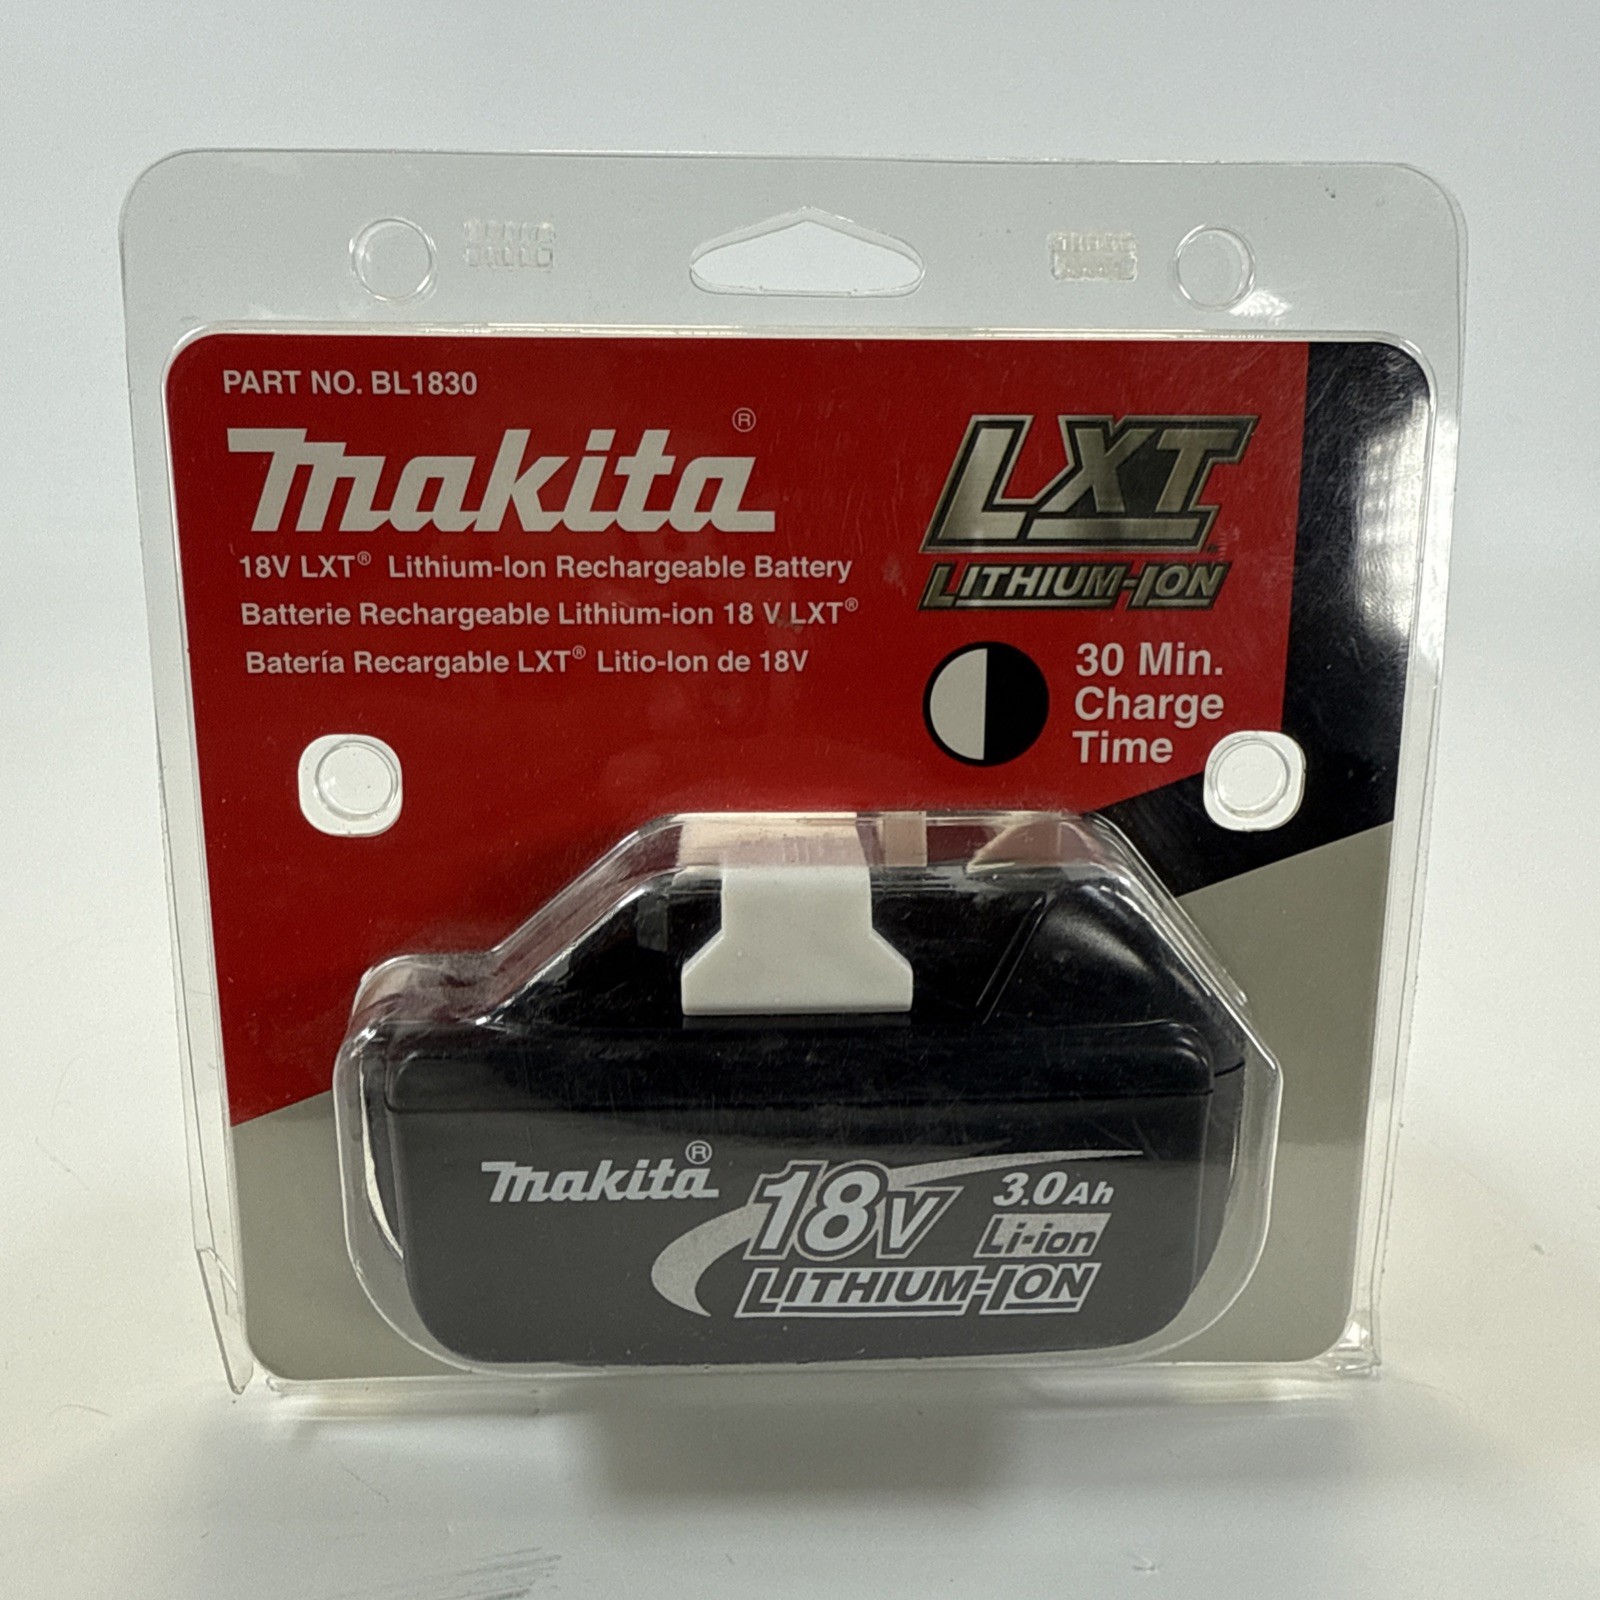 PART NO. BL1830
makita®
18V LXT® Lithium-Ion Rechargeable Battery
Batterie Rechargeable Lithium-ion 18 V LXT®
Batería Recargable LXT® Litio-Ion de 18V
LXT
LITHIUM-ION
30 Min.
Charge
Time
makita®
18V
3.0Ah
Li-ion
LITHIUM-ION